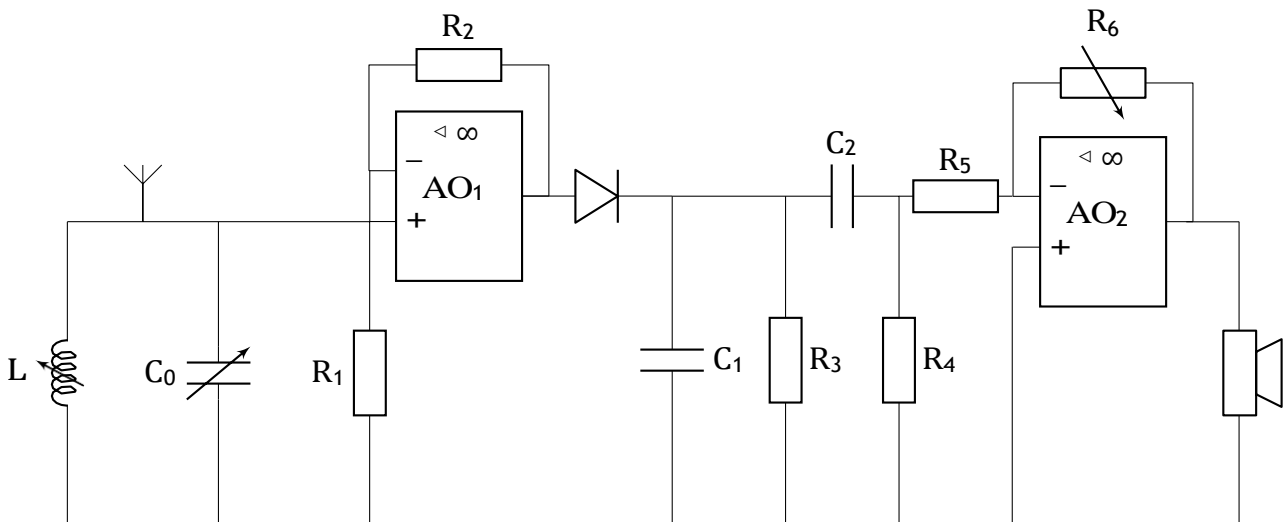 R₂
R₆
◁ ∞
−
AO₁
+
C₂
R₅
◁ ∞
−
AO₂
+
L
C₀
R₁
C₁
R₃
R₄